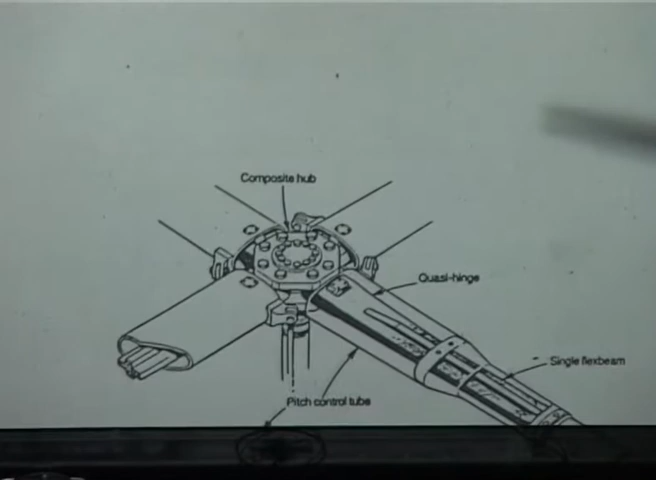 Composite hub
Quasi-hinge
Single flexbeam
Pitch control tube